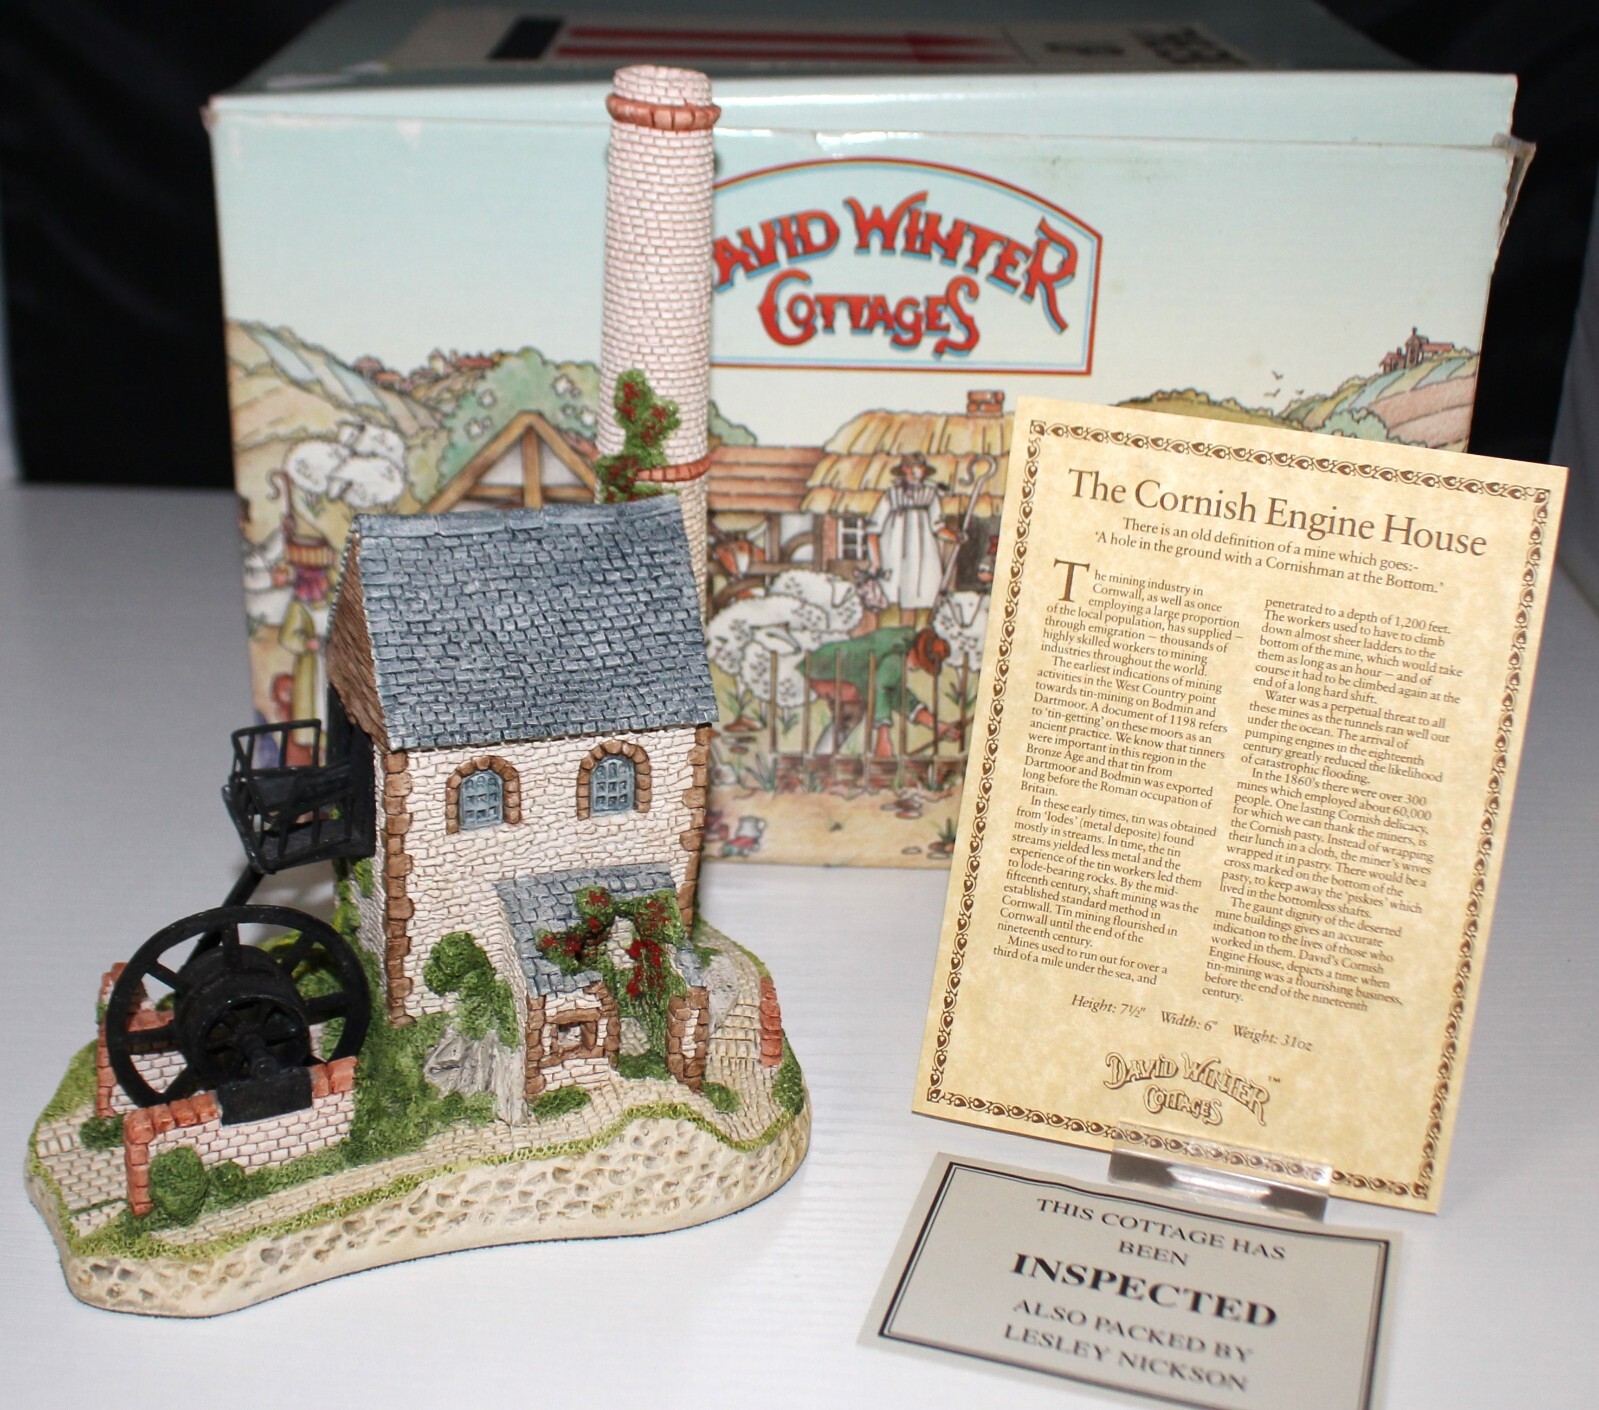 DAVID WINTER
COTTAGES
The Cornish Engine House
There is an old definition of a mine which goes:-
'A hole in the ground with a Cornishman at the Bottom.'
The mining industry in
Cornwall, as well as once
employing a large proportion
of the local population, has supplied –
through emigration – thousands of
highly skilled workers to mining
industries throughout the world.
The earliest indications of mining
activities in the West Country point
towards tin-mining on Bodmin and
Dartmoor. A document of 1198 refers
to 'tin-getting' on these moors as an
ancient practice. We know that tinners
were important in this region in the
Bronze Age and that tin from
Dartmoor and Bodmin was exported
long before the Roman occupation of
Britain.
In these early times, tin was obtained
from 'lodes' (metal deposits) found
mostly in streams. In time, the tin
streams yielded less metal and the
experience of the tin workers led them
to lode-bearing rocks. By the mid-
fifteenth century, shaft mining was the
established standard method in
Cornwall. Tin mining flourished in
Cornwall until the end of the
nineteenth century.
Mines used to run out for over a
third of a mile under the sea, and
penetrated to a depth of 1,200 feet.
The workers used to have to climb
down almost sheer ladders to the
bottom of the mine, which would take
them as long as an hour – and of
course it had to be climbed again at the
end of a long hard shift.
Water was a perpetual threat to all
these mines as the tunnels ran well out
under the ocean. The arrival of
pumping engines in the eighteenth
century greatly reduced the likelihood
of catastrophic flooding.
In the 1860's there were over 300
mines which employed about 60,000
people. One lasting Cornish delicacy,
for which we can thank the miners, is
the Cornish pasty. Instead of wrapping
their lunch in a cloth, the miner's wives
wrapped it in pastry. There would be a
cross marked on the bottom of the
pasty, to keep away the 'piskies' which
lived in the bottomless shafts.
The gaunt dignity of the deserted
mine buildings gives an accurate
indication to the lives of those who
worked in them. David's Cornish
Engine House, depicts a time when
tin-mining was a flourishing business,
before the end of the nineteenth
century.
Height: 7½" Width: 6" Weight: 31oz
DAVID WINTER™
COTTAGES
THIS COTTAGE HAS
BEEN
INSPECTED
ALSO PACKED BY
LESLEY NICKSON